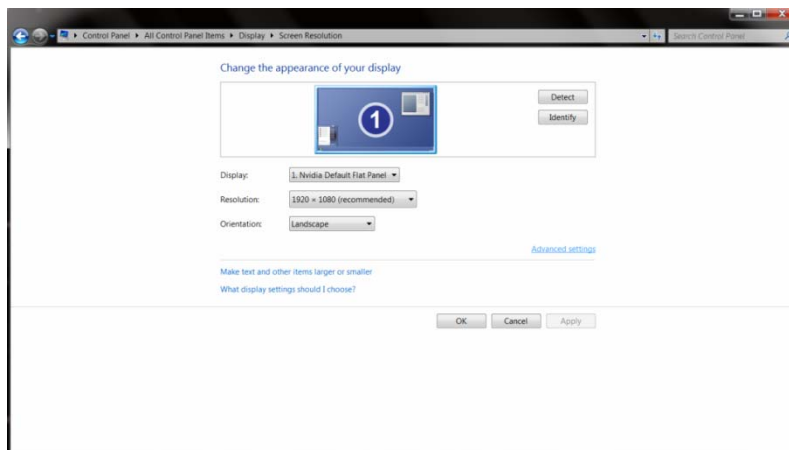 Control Panel ▸ All Control Panel Items ▸ Display ▸ Screen Resolution
Search Control Panel
Change the appearance of your display
1
Detect
Identify
Display: 1. Nvidia Default Flat Panel
Resolution: 1920 × 1080 (recommended)
Orientation: Landscape
Advanced settings
Make text and other items larger or smaller
What display settings should I choose?
OK Cancel Apply